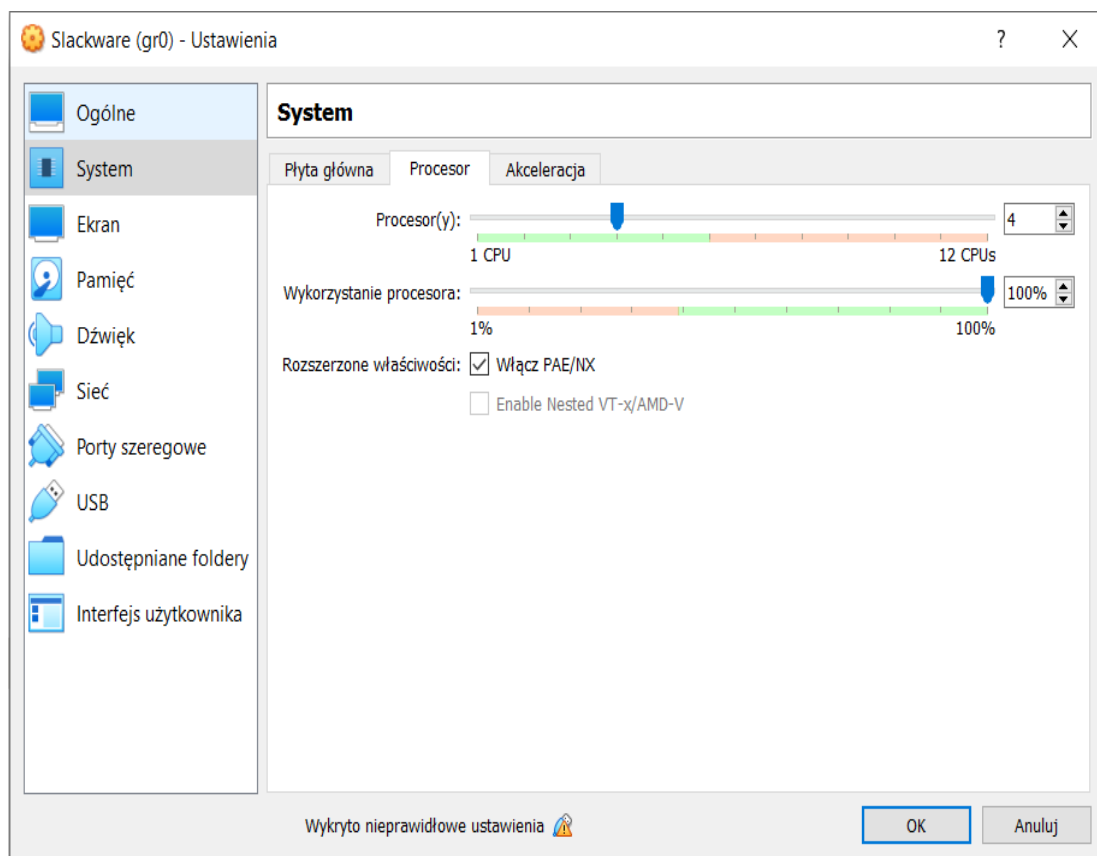 Slackware (gr0) - Ustawienia
?
Ogólne
System
Ekran
Pamięć
Dźwięk
Sieć
Porty szeregowe
USB
Udostępniane foldery
Interfejs użytkownika
System
Płyta główna Procesor Akceleracja
Procesor(y): 4
1 CPU 12 CPUs
Wykorzystanie procesora: 100%
1% 100%
Rozszerzone właściwości: Włącz PAE/NX
Enable Nested VT-x/AMD-V
Wykryto nieprawidłowe ustawienia OK Anuluj